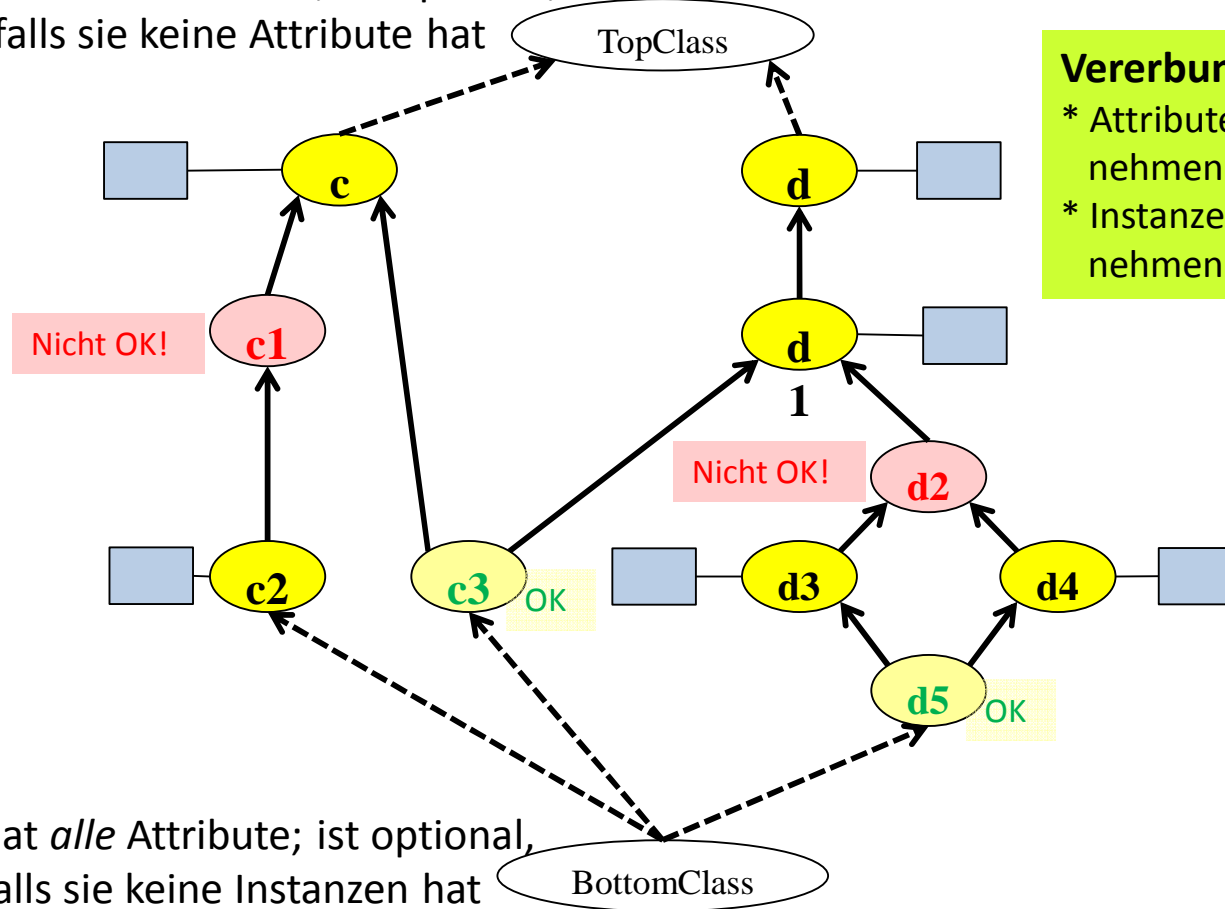 falls sie keine Attribute hat
TopClass
Vererbun
* Attribute
nehmen
* Instanze
nehmen
c
d
Nicht OK!
c1
d
1
Nicht OK!
d2
c2
c3
OK
d3
d4
d5
OK
at alle Attribute; ist optional,
alls sie keine Instanzen hat
BottomClass